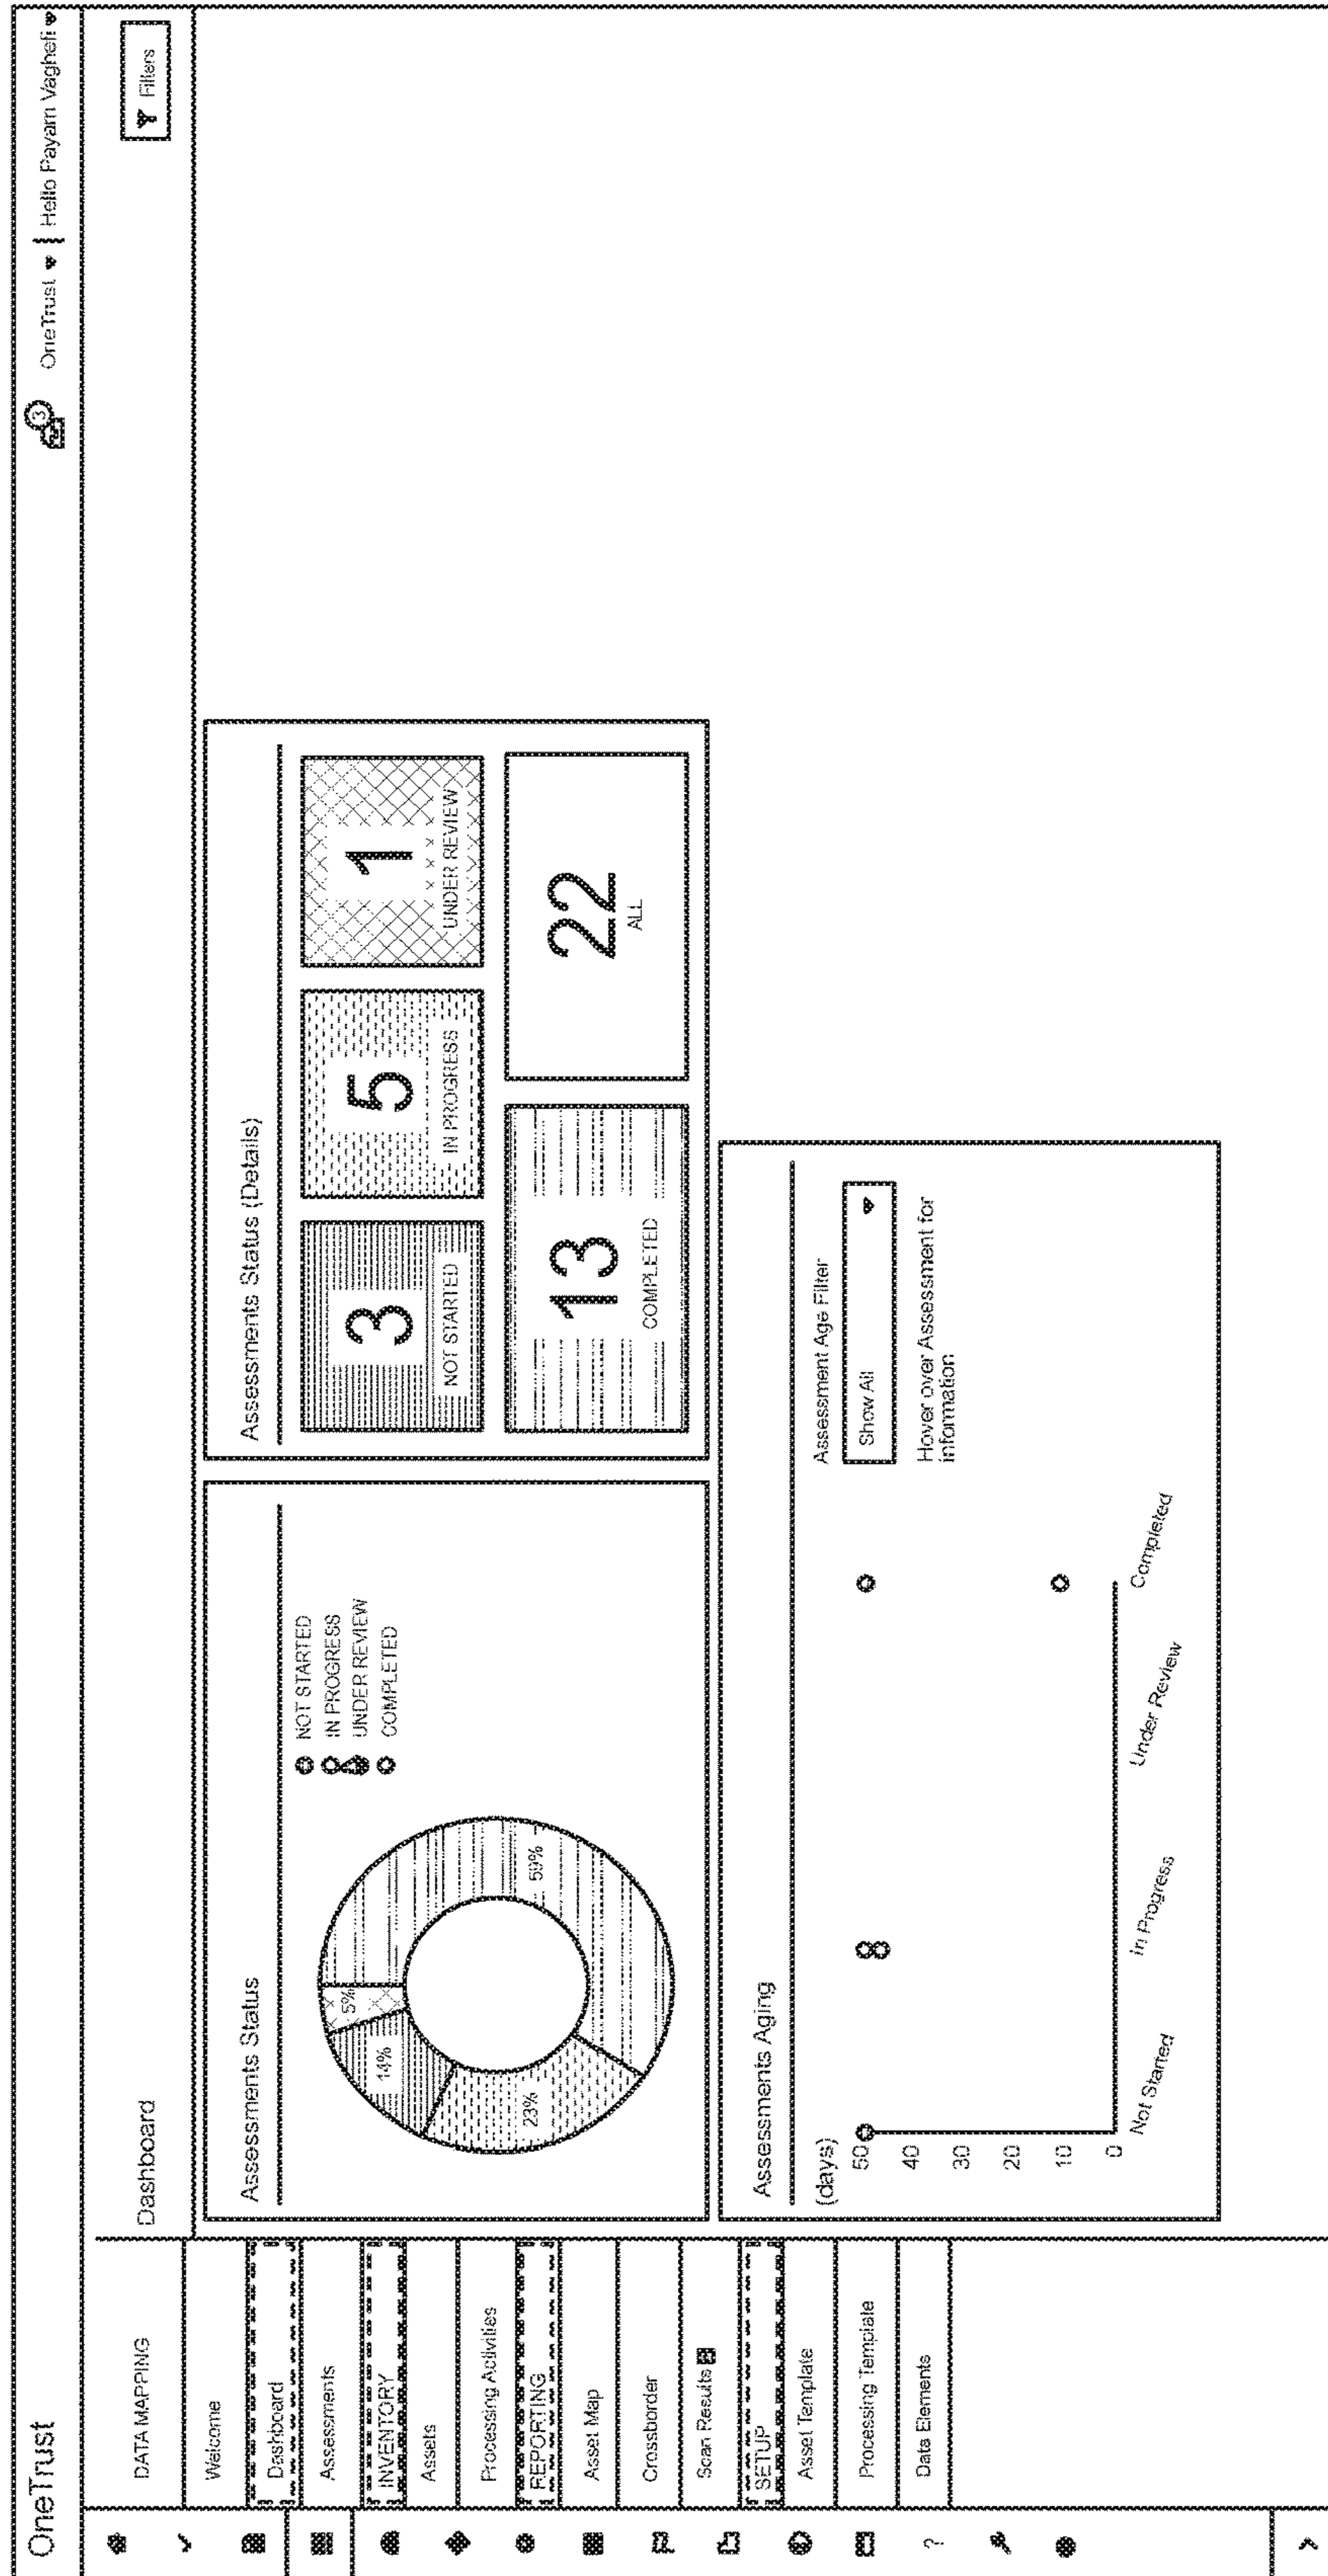 OneTrust
3
OneTrust
Hello Payam Vagheti
DATA MAPPING
Welcome
Dashboard
Assessments
INVENTORY
Assets
Processing Activities
REPORTING
Asset Map
Crossborder
Scan Results
SETUP
Asset Template
Processing Template
Data Elements
?
Dashboard
Filters
Assessments Status
5%
14%
23%
59%
NOT STARTED
IN PROGRESS
UNDER REVIEW
COMPLETED
Assessments Status (Details)
3
NOT STARTED
5
IN PROGRESS
1
UNDER REVIEW
13
COMPLETED
22
ALL
Assessments Aging
(days)
50
40
30
20
10
0
Not Started
In Progress
Under Review
Completed
Assessment Age Filter
Show All
Hover over Assessment for
information